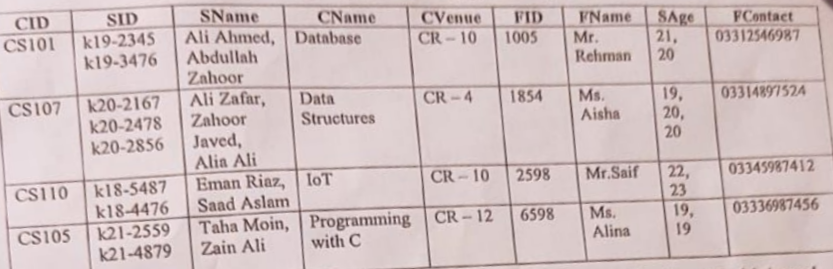 CID SID SName CName CVenue FID FName SAge FContact
CS101 k19-2345 Ali Ahmed, Database CR – 10 1005 Mr. 21, 03312546987
k19-3476 Abdullah Rehman 20
Zahoor
CS107 k20-2167 Ali Zafar, Data CR – 4 1854 Ms. 19, 03314897524
k20-2478 Zahoor Structures Aisha 20,
k20-2856 Javed, 20
Alia Ali
CS110 k18-5487 Eman Riaz, IoT CR – 10 2598 Mr.Saif 22, 03345987412
k18-4476 Saad Aslam 23
CS105 k21-2559 Taha Moin, Programming CR – 12 6598 Ms. 19, 03336987456
k21-4879 Zain Ali with C Alina 19